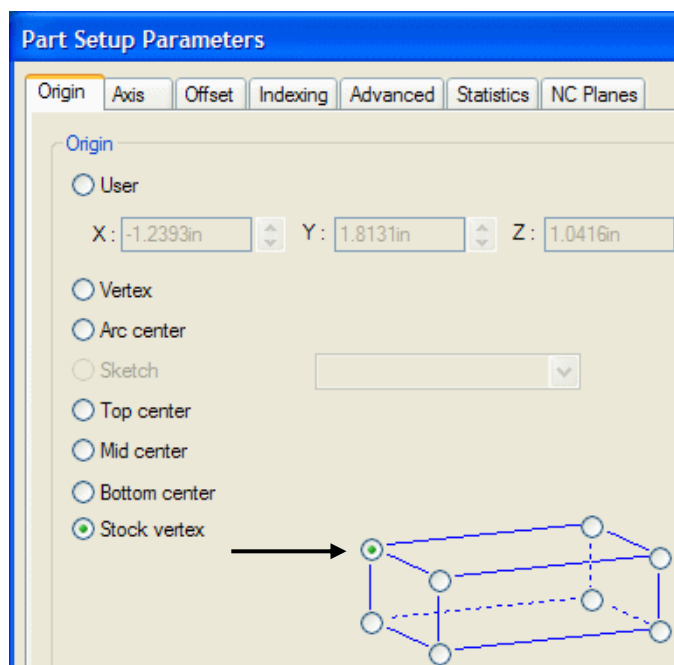 Part Setup Parameters
Origin Axis Offset Indexing Advanced Statistics NC Planes
Origin
User
X : -1.2393in Y : 1.8131in Z : 1.0416in
Vertex
Arc center
Sketch
Top center
Mid center
Bottom center
Stock vertex